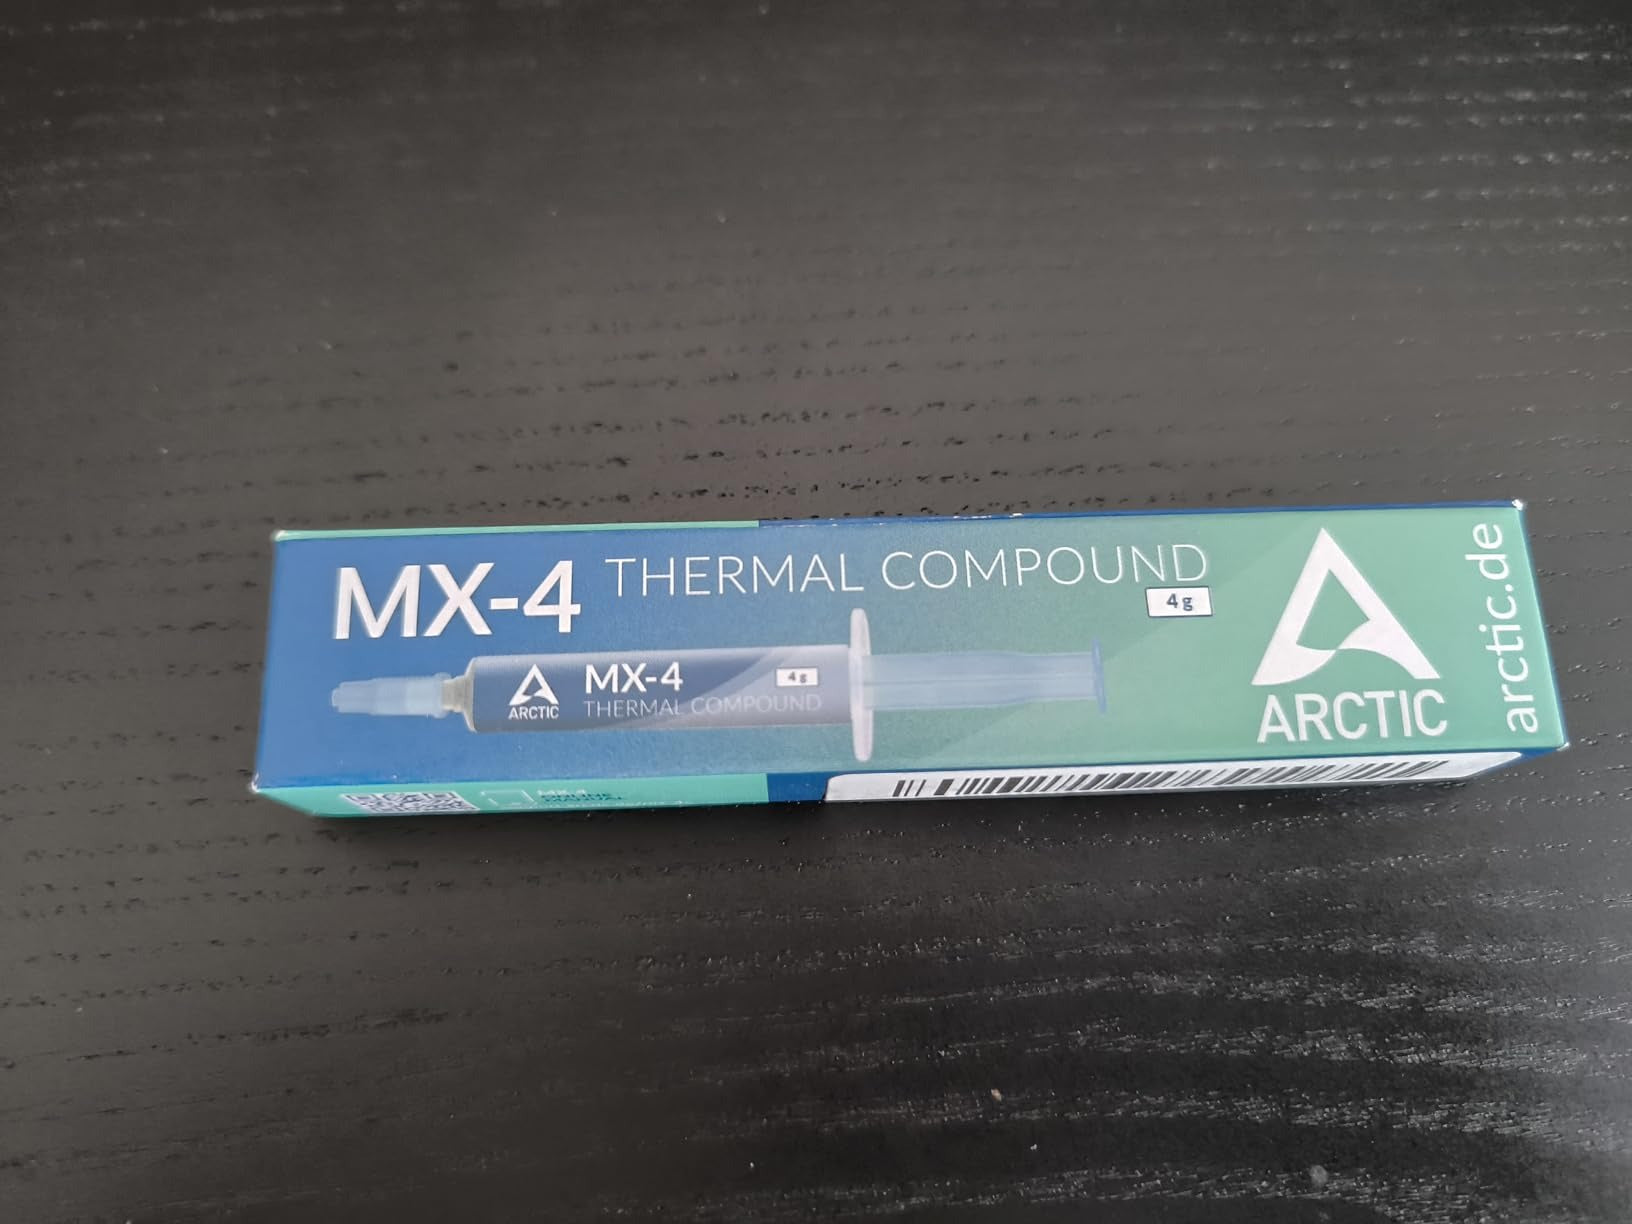 MX-4 THERMAL COMPOUND
4g
ARCTIC
arctic.de
ARCTIC
MX-4
4g
THERMAL COMPOUND